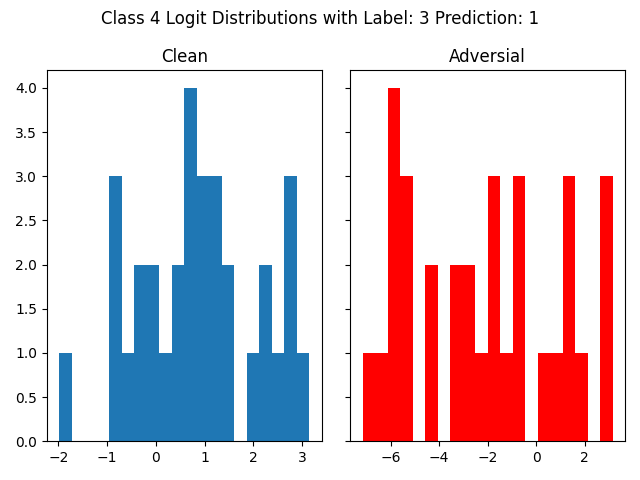 Class 4 Logit Distributions with Label: 3 Prediction: 1
Clean
Adversial
4.0
3.5
3.0
2.5
2.0
1.5
1.0
0.5
0.0
−2 −1 0 1 2 3
−6 −4 −2 0 2